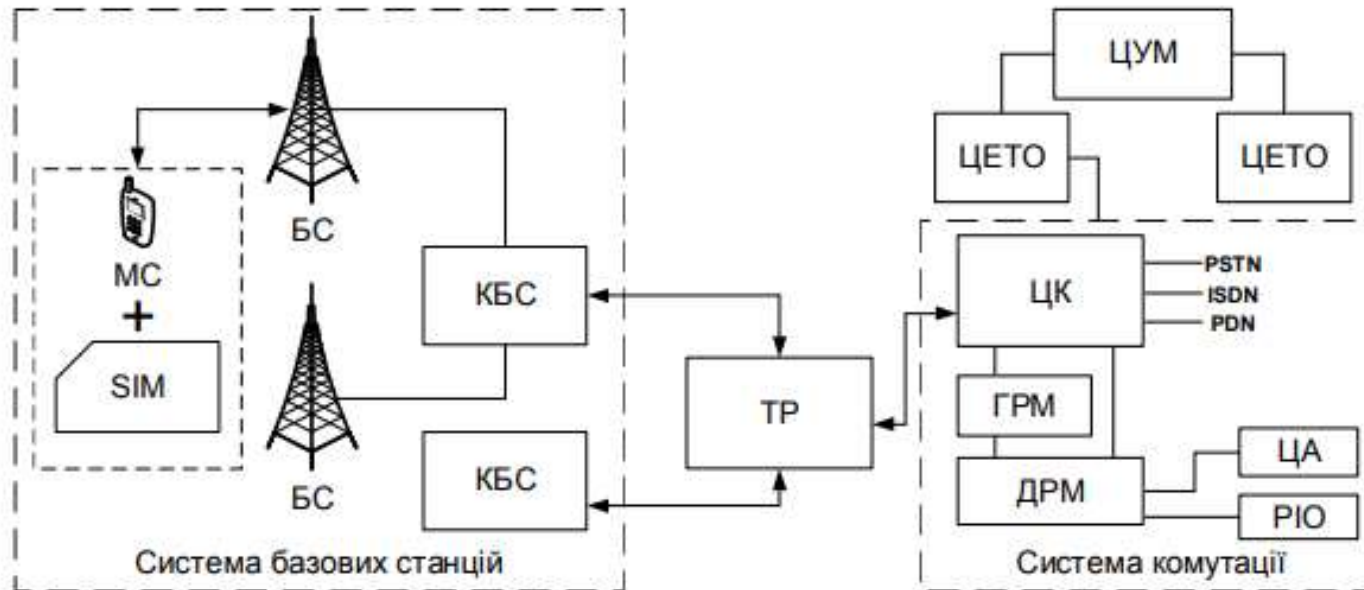 ЦУМ
ЦЕТО
ЦЕТО
БС
МС
+
SIM
БС
КБС
КБС
Система базових станцій
ТР
ЦК
PSTN
ISDN
PDN
ГРМ
ДРМ
ЦА
РІО
Система комутації